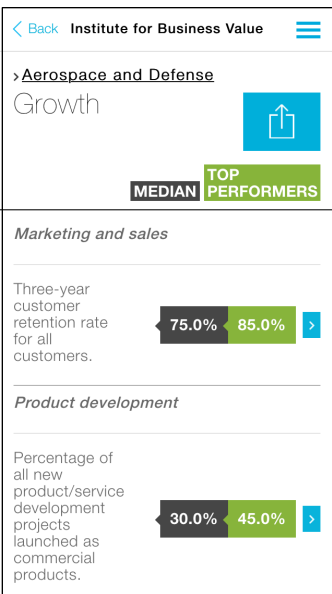 Back Institute for Business Value
Aerospace and Defense
Growth
MEDIAN TOP PERFORMERS
Marketing and sales
Three-year
customer
retention rate
for all
customers.
75.0% 85.0%
Product development
Percentage of
all new
product/service
development
projects
launched as
commercial
products.
30.0% 45.0%